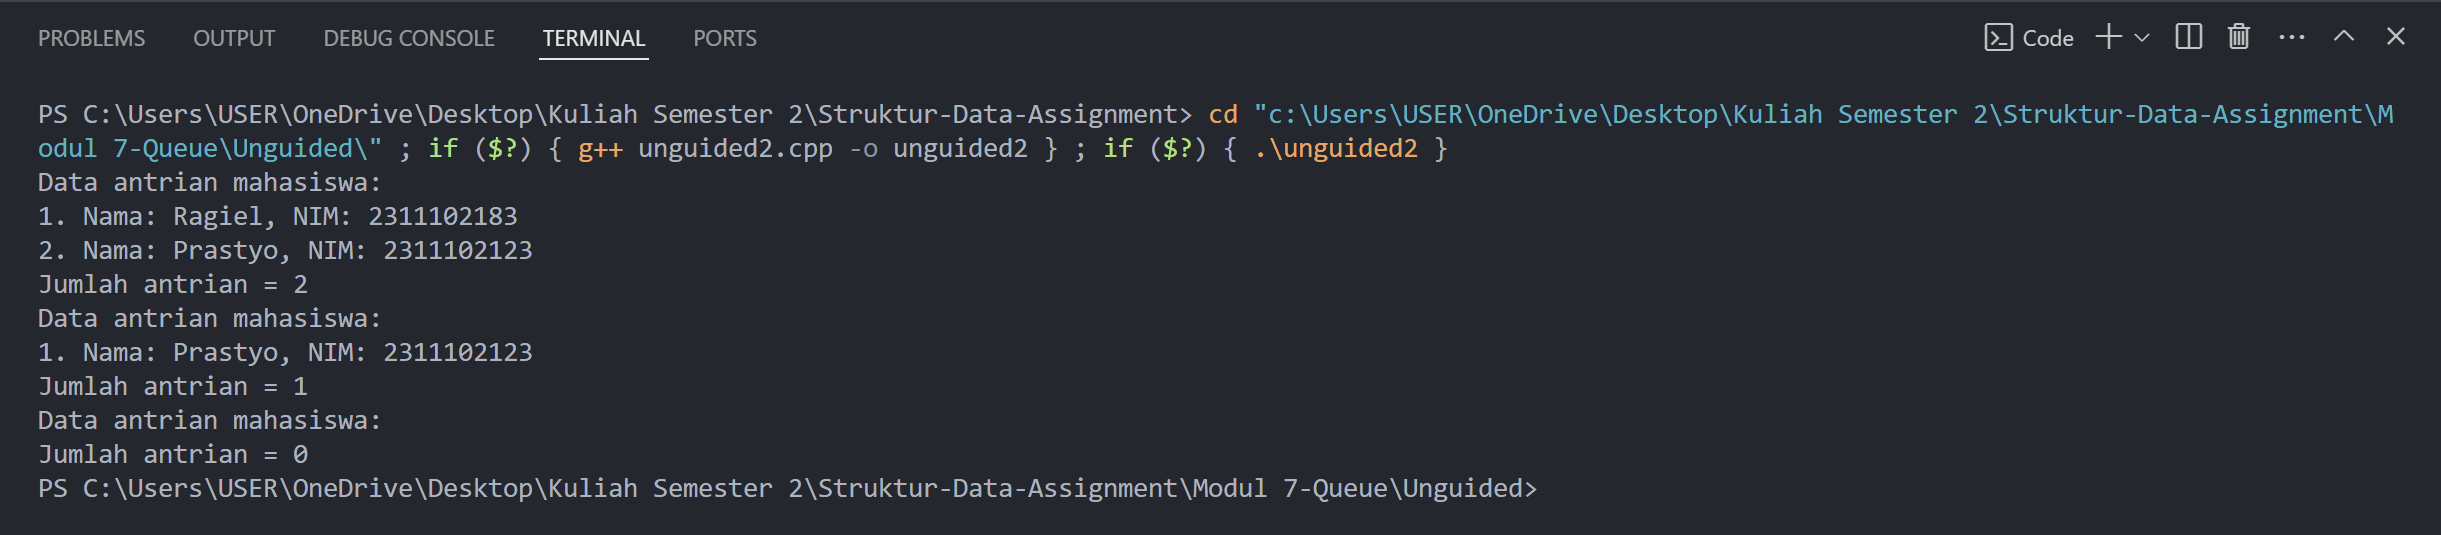 PROBLEMS OUTPUT DEBUG CONSOLE TERMINAL PORTS Code
PS C:\Users\USER\OneDrive\Desktop\Kuliah Semester 2\Struktur-Data-Assignment> cd "c:\Users\USER\OneDrive\Desktop\Kuliah Semester 2\Struktur-Data-Assignment\M
odul 7-Queue\Unguided\" ; if ($?) { g++ unguided2.cpp -o unguided2 } ; if ($?) { .\unguided2 }
Data antrian mahasiswa:
1. Nama: Ragiel, NIM: 2311102183
2. Nama: Prastyo, NIM: 2311102123
Jumlah antrian = 2
Data antrian mahasiswa:
1. Nama: Prastyo, NIM: 2311102123
Jumlah antrian = 1
Data antrian mahasiswa:
Jumlah antrian = 0
PS C:\Users\USER\OneDrive\Desktop\Kuliah Semester 2\Struktur-Data-Assignment\Modul 7-Queue\Unguided>